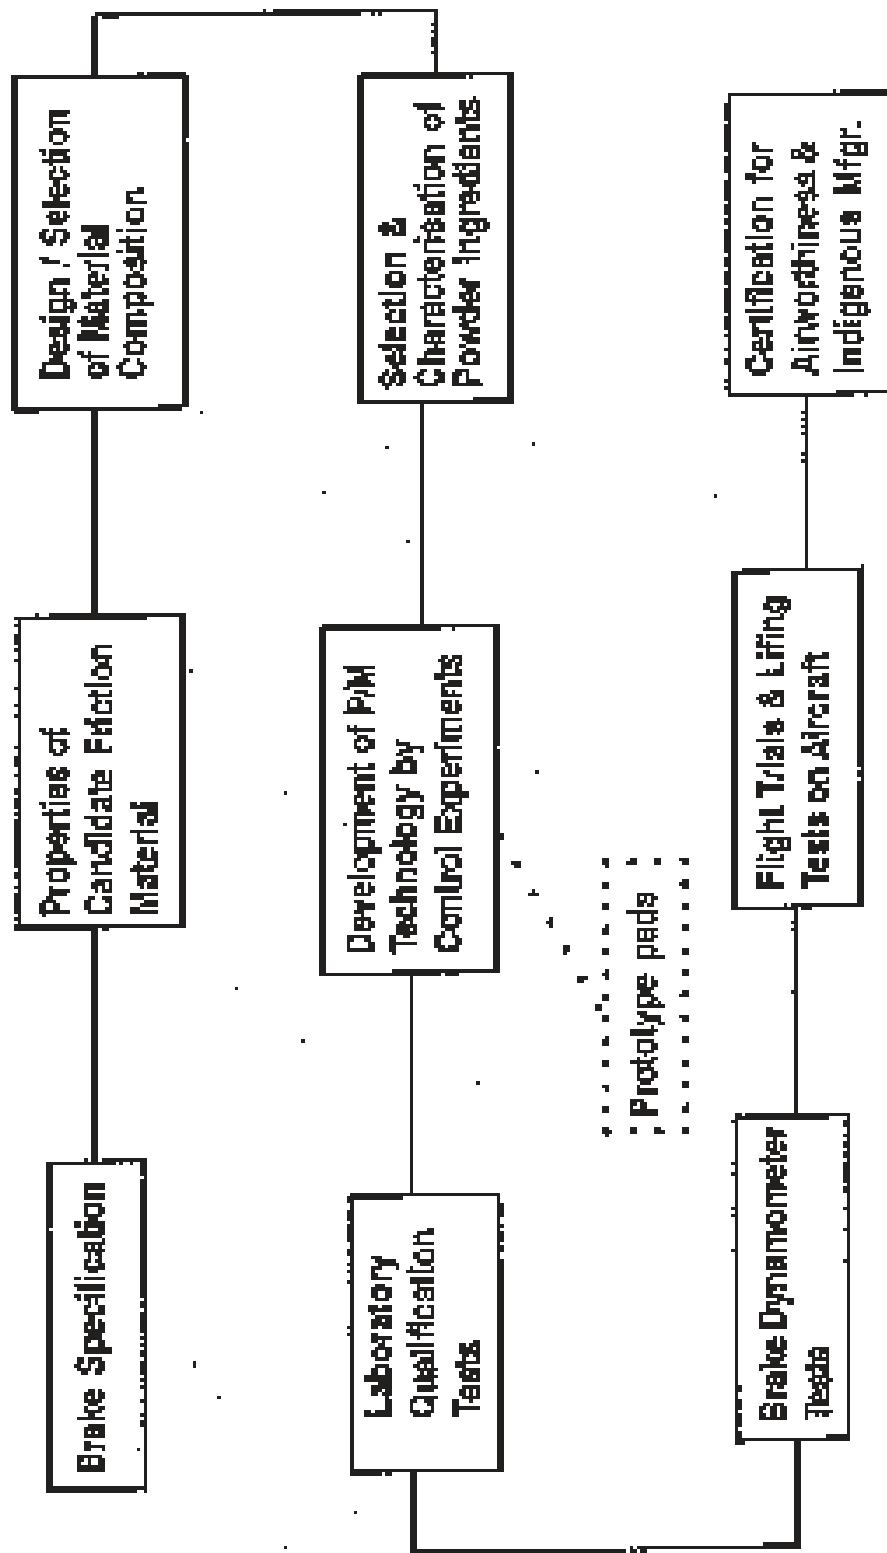 Brake Specification
Properties of
Candidate Friction
Material
Design / Selection
of Material
Composition
Selection &
Characterisation of
Powder Ingredients
Development of P/M
Technology by
Control Experiments
Prototype pads
Laboratory
Qualification
Tests
Brake Dynamometer
Tests
Flight Trials & Lifing
Tests on Aircraft
Certification for
Airworthiness &
Indigenous Mfgr.